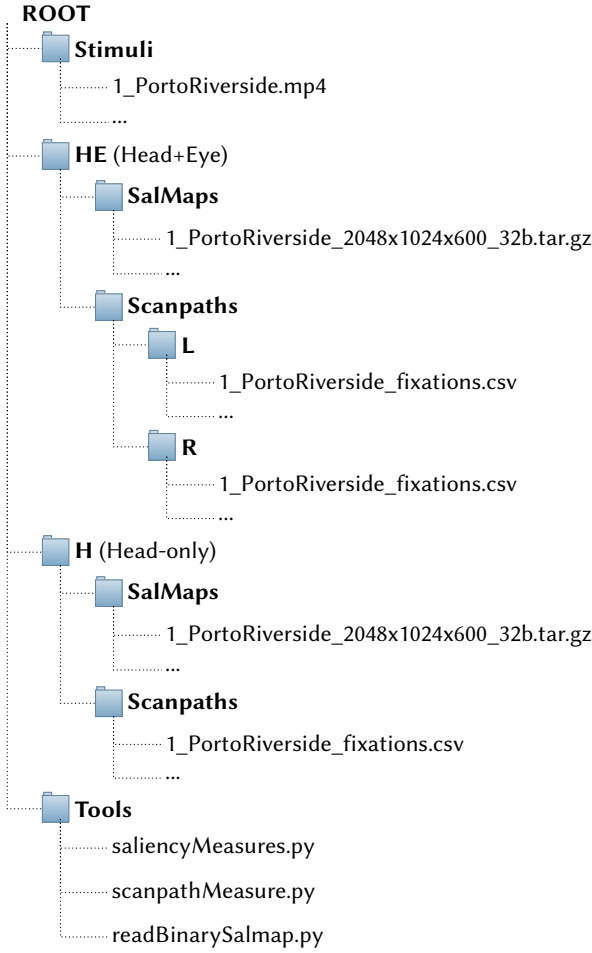 ROOT
Stimuli
1_PortoRiverside.mp4
...
HE (Head+Eye)
SalMaps
1_PortoRiverside_2048x1024x600_32b.tar.gz
...
Scanpaths
L
1_PortoRiverside_fixations.csv
...
R
1_PortoRiverside_fixations.csv
...
H (Head-only)
SalMaps
1_PortoRiverside_2048x1024x600_32b.tar.gz
...
Scanpaths
1_PortoRiverside_fixations.csv
...
Tools
saliencyMeasures.py
scanpathMeasure.py
readBinarySalmap.py